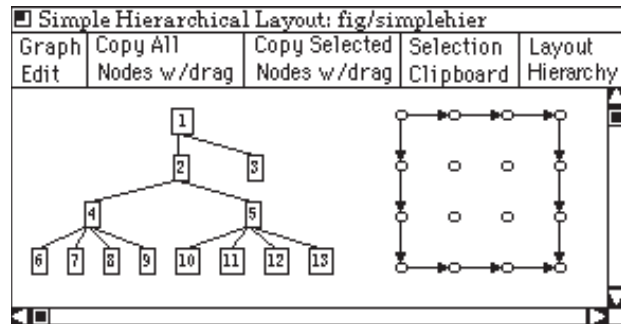 Simple Hierarchical Layout: fig/simplehier
Graph Copy All Copy Selected Selection Layout
Edit Nodes w/drag Nodes w/drag Clipboard Hierarchy
1
2 3
4 5
6 7 8 9 10 11 12 13